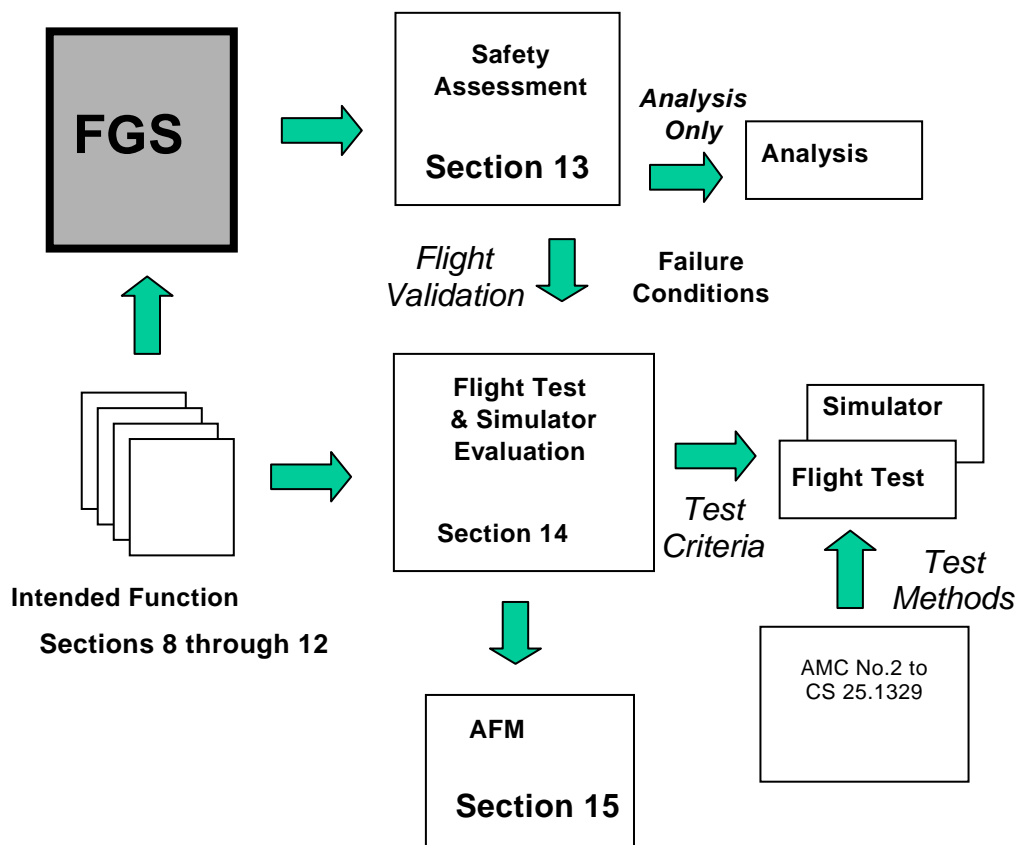 FGS
Safety
Assessment
Section 13
Analysis
Only
Analysis
Flight
Validation
Failure
Conditions
Flight Test
& Simulator
Evaluation
Section 14
Simulator
Flight Test
Test
Criteria
Test
Methods
Intended Function
Sections 8 through 12
AMC No.2 to
CS 25.1329
AFM
Section 15